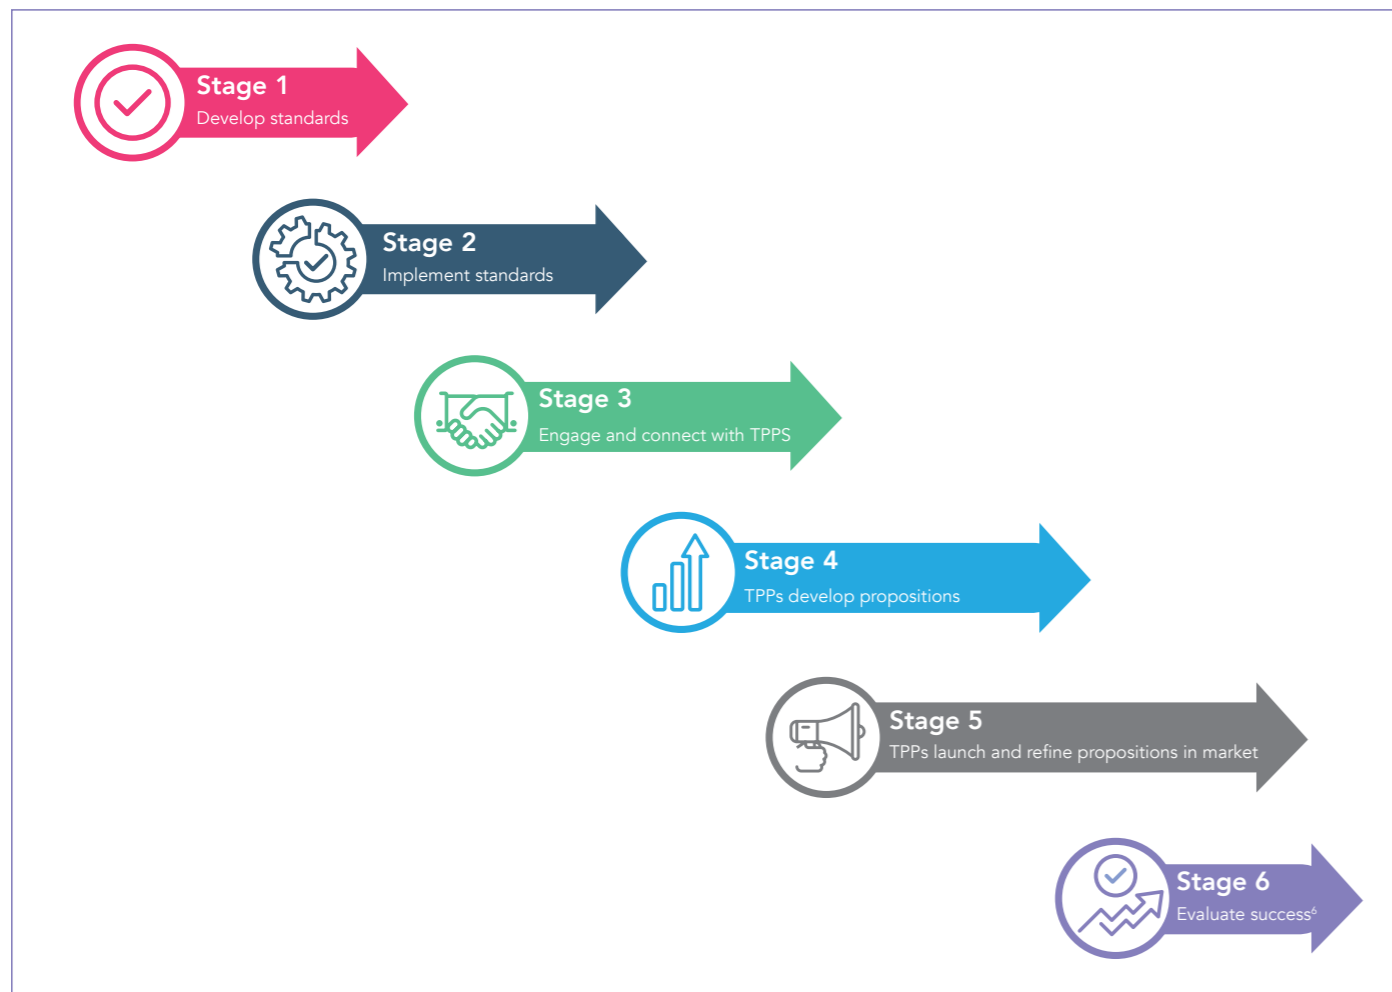 Stage 1
Develop standards
Stage 2
Implement standards
Stage 3
Engage and connect with TPPS
Stage 4
TPPs develop propositions
Stage 5
TPPs launch and refine propositions in market
Stage 6
Evaluate success⁶